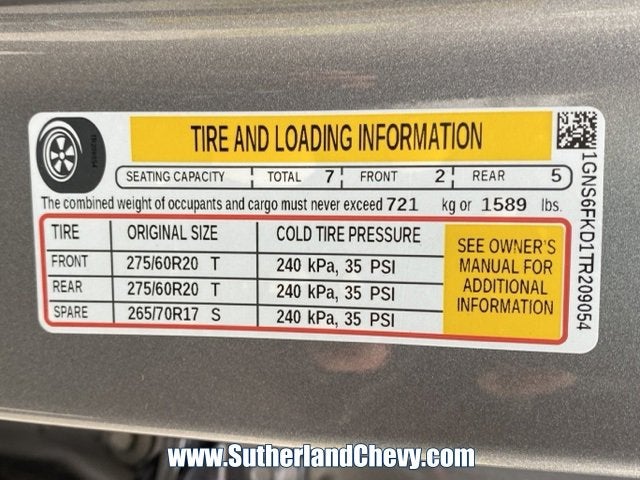 TIRE AND LOADING INFORMATION
SEATING CAPACITY TOTAL 7 FRONT 2 REAR 5
The combined weight of occupants and cargo must never exceed 721 kg or 1589 lbs.
TIRE ORIGINAL SIZE COLD TIRE PRESSURE
FRONT 275/60R20 T 240 kPa, 35 PSI
REAR 275/60R20 T 240 kPa, 35 PSI
SPARE 265/70R17 S 240 kPa, 35 PSI
SEE OWNER'S
MANUAL FOR
ADDITIONAL
INFORMATION
1GNS6FKD1TR209054
www.SutherlandChevy.com